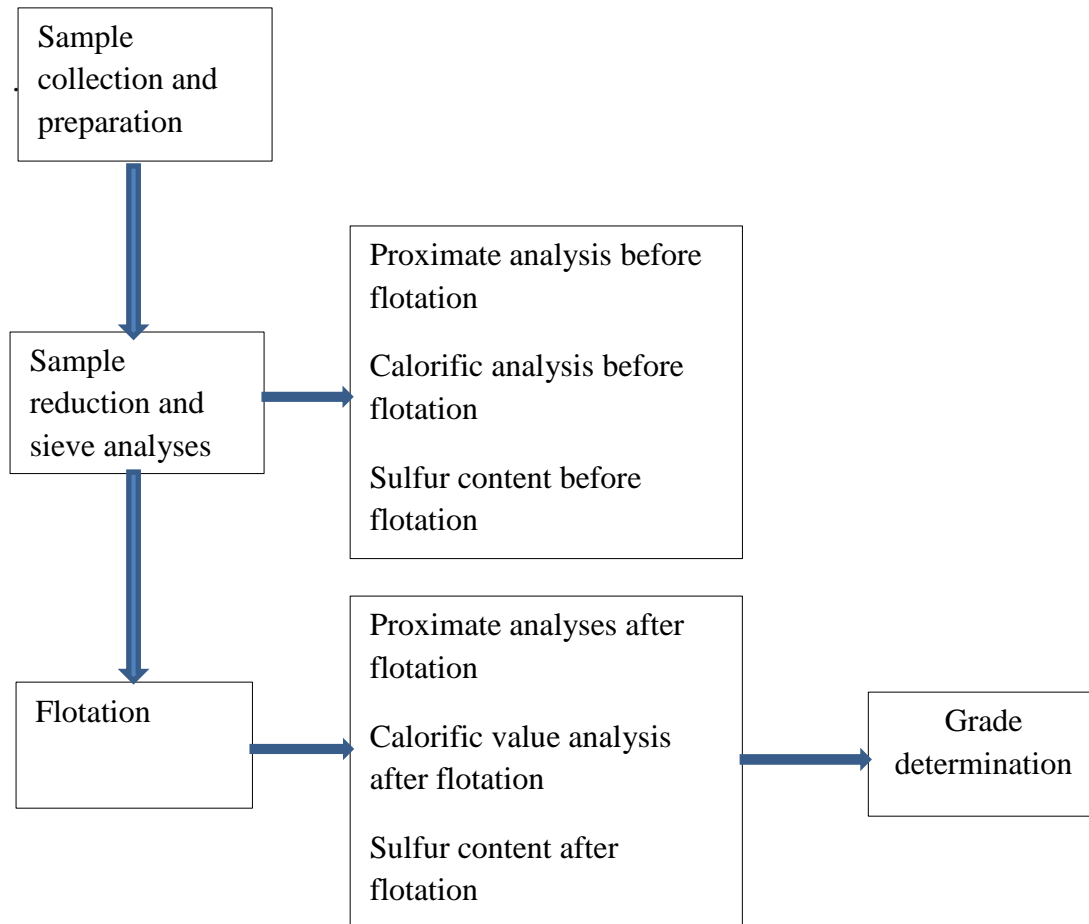 Sample
collection and
preparation
.
Proximate analysis before
flotation
Calorific analysis before
flotation
Sulfur content before
flotation
Sample
reduction and
sieve analyses
Proximate analyses after
flotation
Calorific value analysis
after flotation
Sulfur content after
flotation
Flotation
Grade
determination